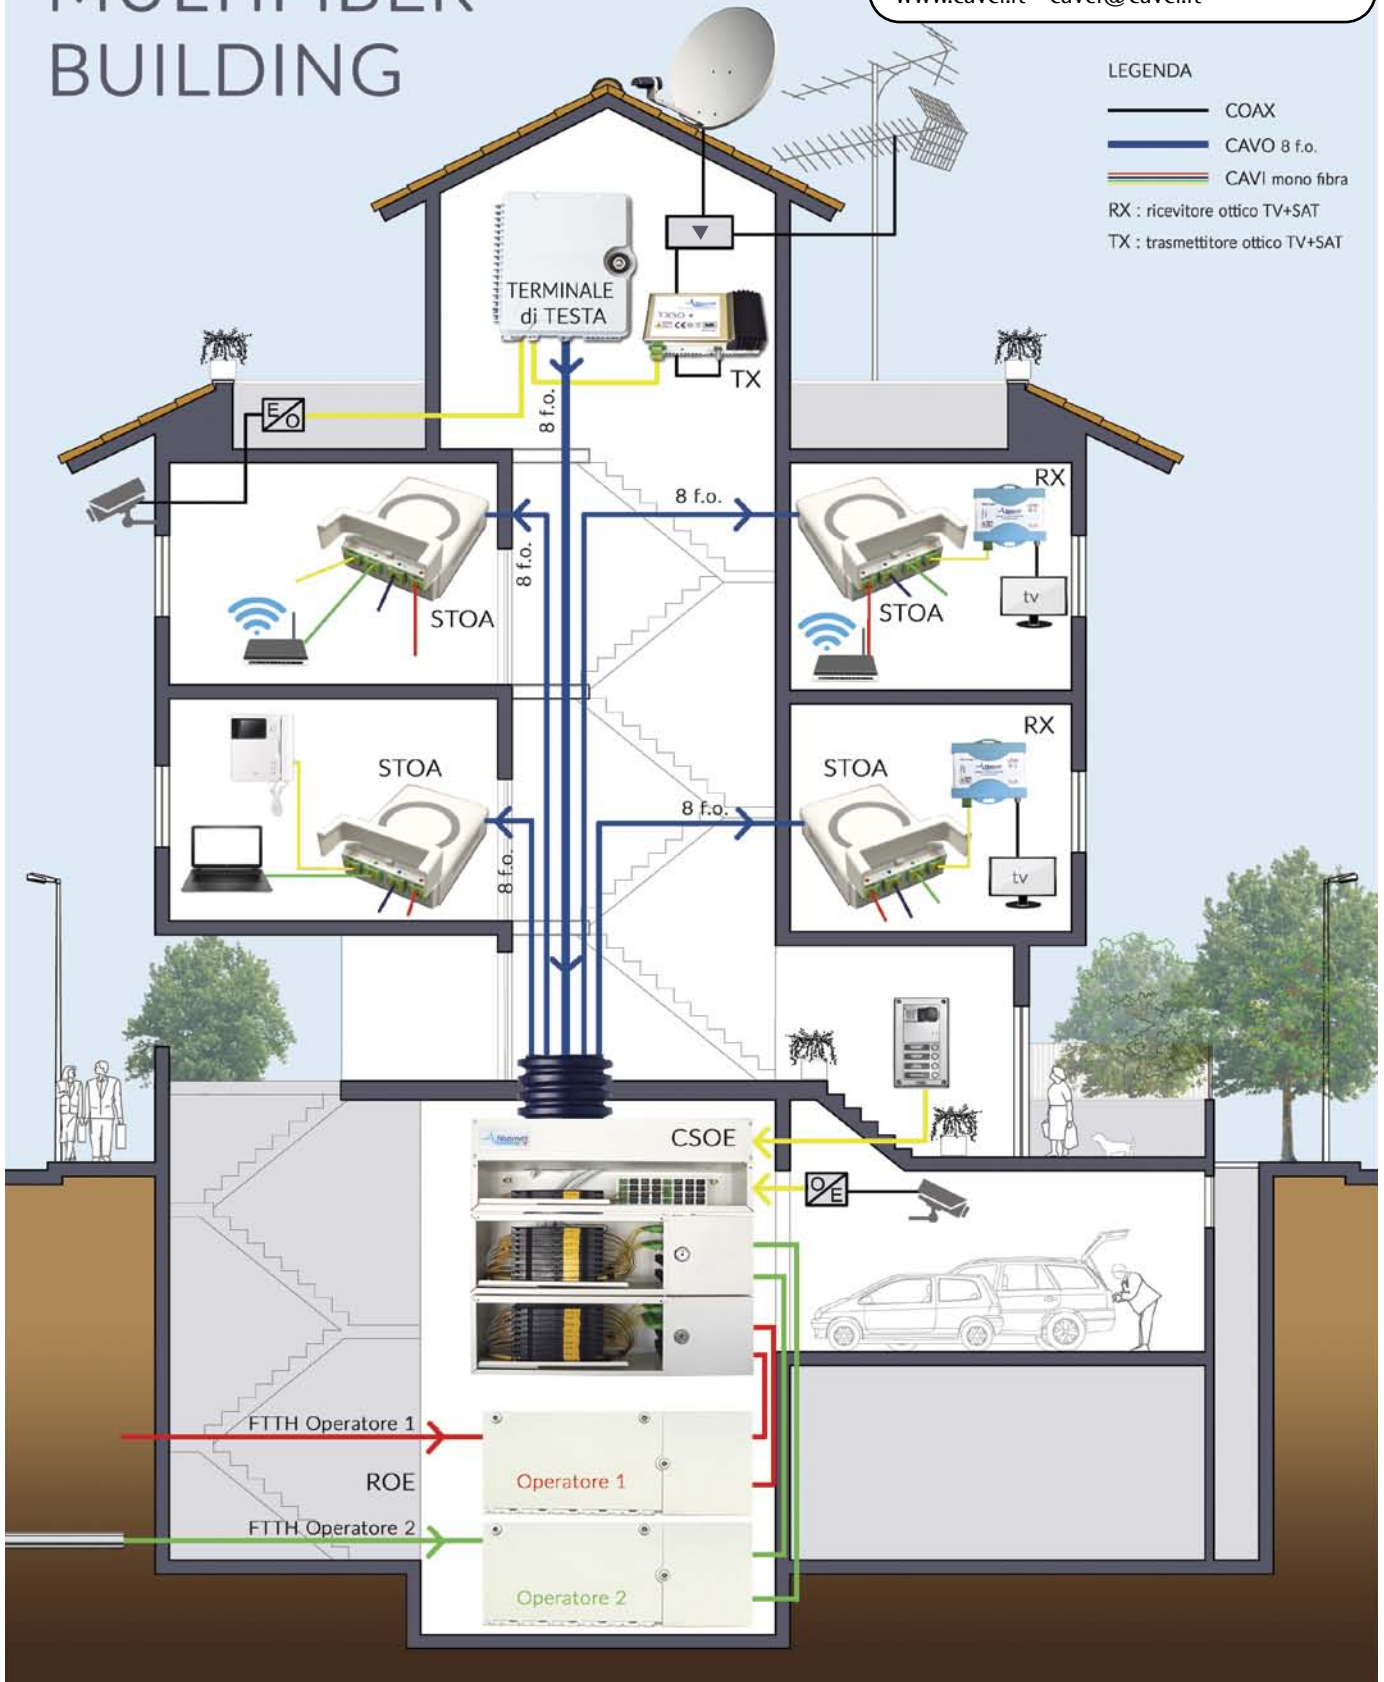 BUILDING
LEGENDA
COAX
CAVO 8 f.o.
CAVI mono fibra
RX : ricevitore ottico TV+SAT
TX : trasmettitore ottico TV+SAT
TERMINALE
di TESTA
TX50 +
TX
E/O
8 f.o.
8 f.o.
8 f.o.
RX
STOA
STOA
tv
RX
STOA
STOA
8 f.o.
8 f.o.
tv
CSOE
fibernet
O/E
FTTH Operatore 1
ROE
Operatore 1
FTTH Operatore 2
Operatore 2